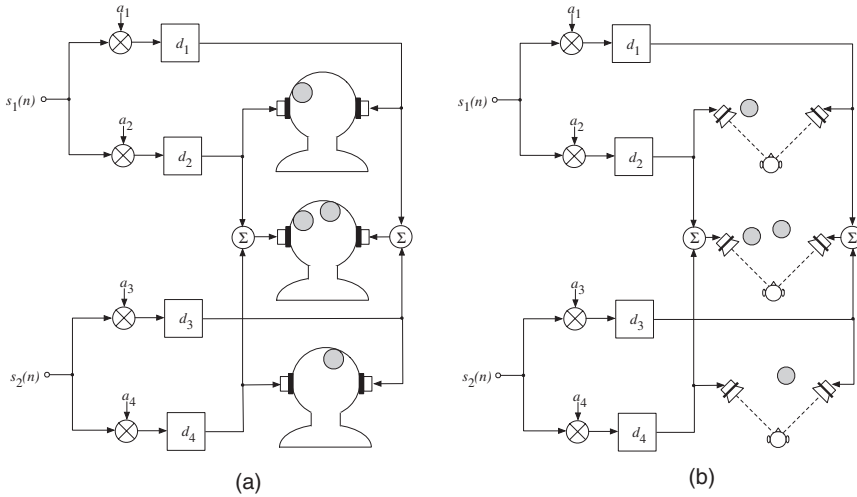 a₁
d₁
s₁(n)
a₂
d₂
Σ
Σ
a₃
d₃
s₂(n)
a₄
d₄
(a)
a₁
d₁
s₁(n)
a₂
d₂
Σ
Σ
a₃
d₃
s₂(n)
a₄
d₄
(b)